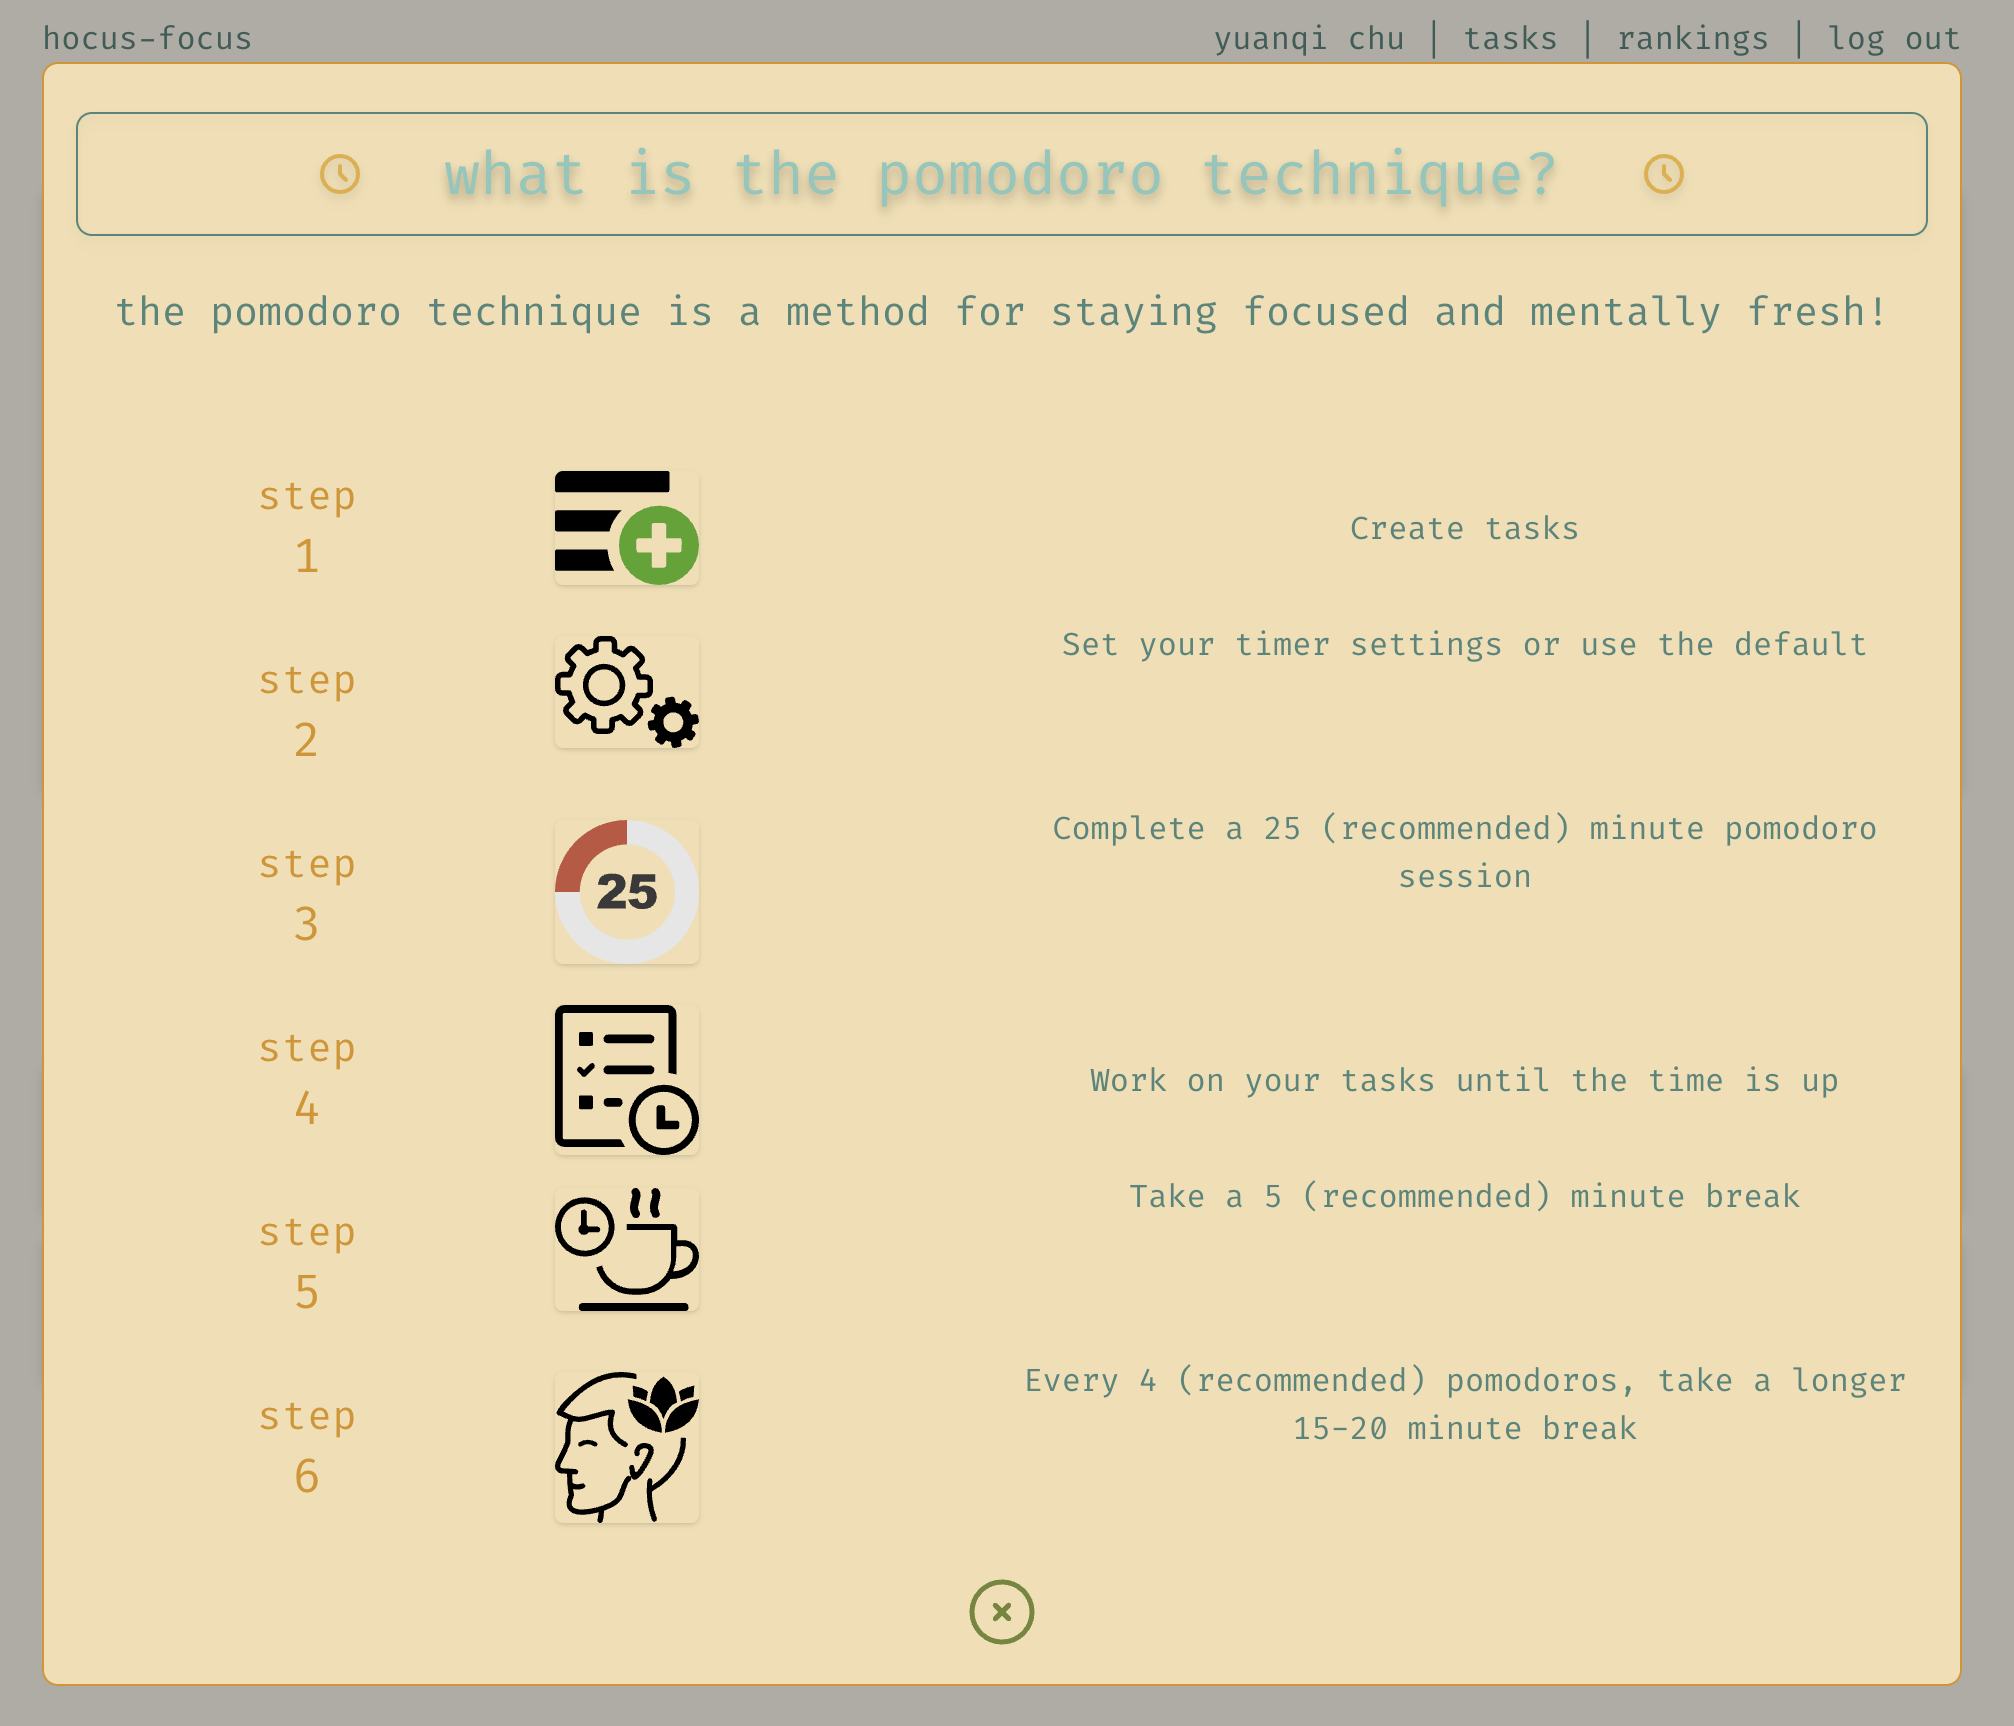 hocus-focus
yuanqi chu | tasks | rankings | log out
what is the pomodoro technique?
the pomodoro technique is a method for staying focused and mentally fresh!
step
1
Create tasks
step
2
Set your timer settings or use the default
step
3
25
Complete a 25 (recommended) minute pomodoro
session
step
4
Work on your tasks until the time is up
step
5
Take a 5 (recommended) minute break
step
6
Every 4 (recommended) pomodoros, take a longer
15-20 minute break